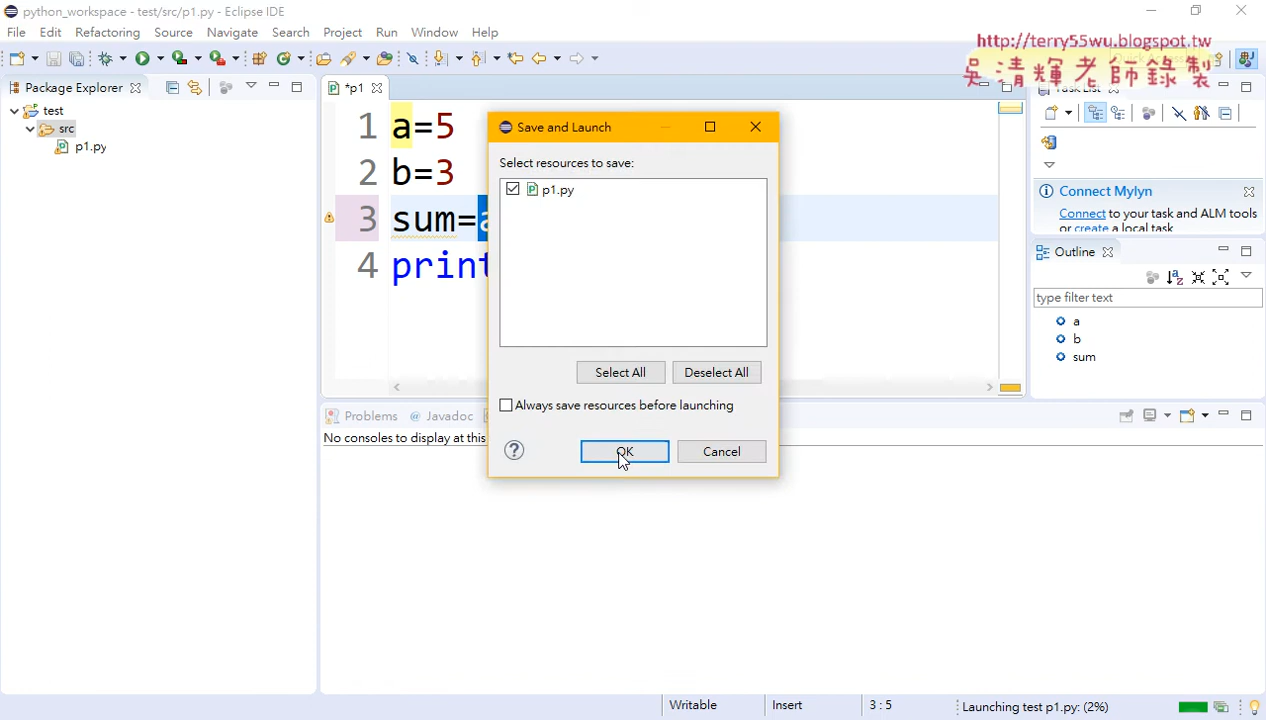 python_workspace - test/src/p1.py - Eclipse IDE
http://terry55wu.blogspot.tw
吳清輝老師錄製
File Edit Refactoring Source Navigate Search Project Run Window Help
Package Explorer
test
src
p1.py
*p1
1 a=5
2 b=3
3 sum=
4 print
Save and Launch
Select resources to save:
p1.py
Select All Deselect All
Always save resources before launching
OK Cancel
Task List
Connect Mylyn
Connect to your task and ALM tools
or create a local task.
Outline
type filter text
a
b
sum
Problems @ Javadoc
No consoles to display at this
Writable Insert 3 : 5 Launching test p1.py: (2%)